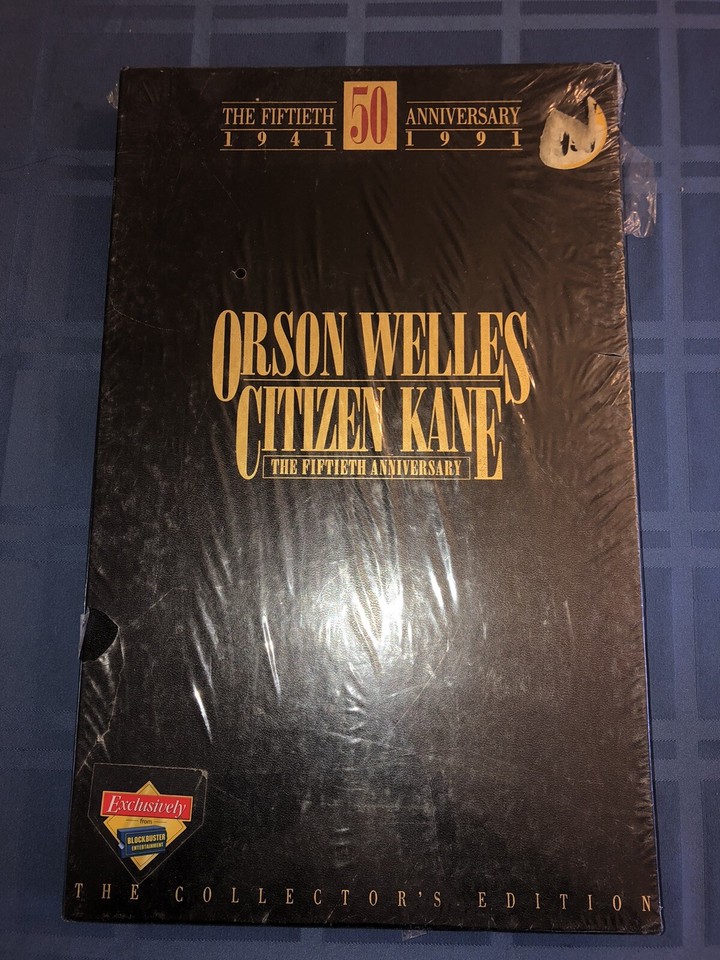 THE FIFTIETH 50 ANNIVERSARY
1941 1991
ORSON WELLES
CITIZEN KANE
THE FIFTIETH ANNIVERSARY
Exclusively
from
BLOCKBUSTER
ENTERTAINMENT
THE COLLECTOR'S EDITION